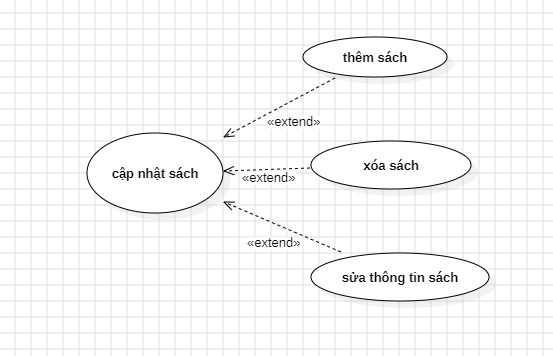 thêm sách
«extend»
cập nhật sách
xóa sách
«extend»
«extend»
sửa thông tin sách